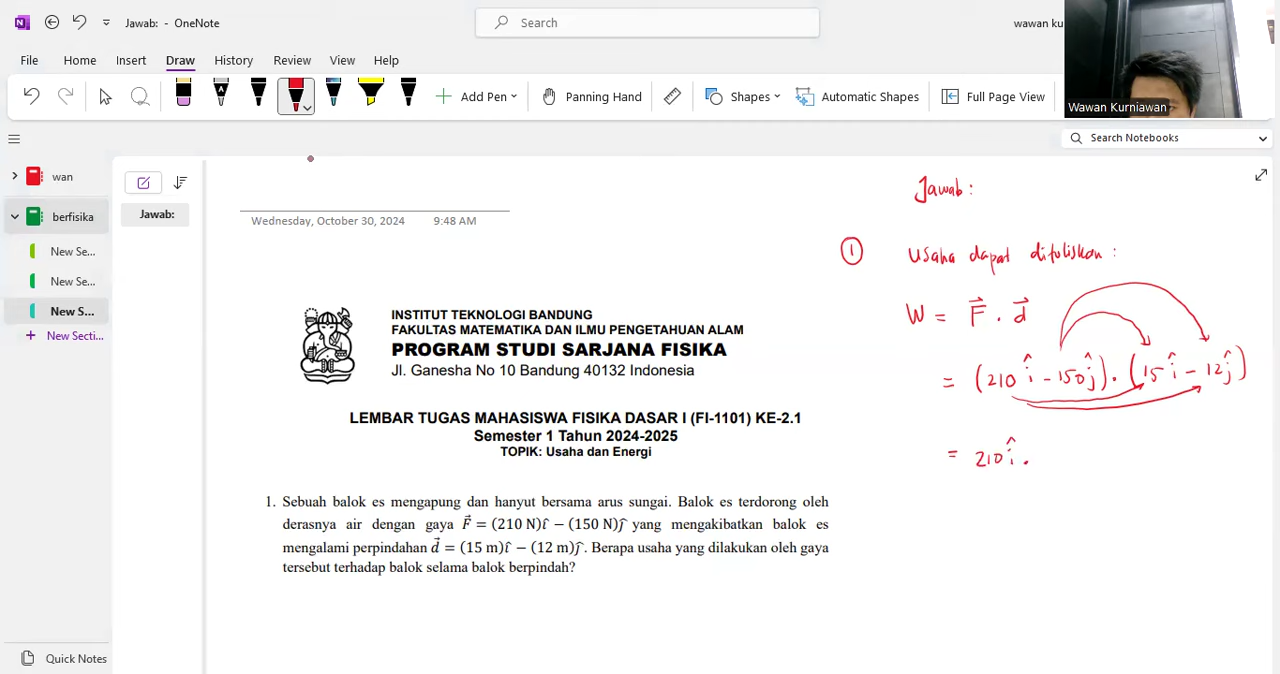 Jawab: - OneNote
Search
wawan ku
File Home Insert Draw History Review View Help
Add Pen
Panning Hand
Shapes
Automatic Shapes
Full Page View
Wawan Kurniawan
Search Notebooks
wan
berfisika
New Se...
New Se...
New S...
New Secti...
Quick Notes
Jawab:
Wednesday, October 30, 2024 9:48 AM
INSTITUT TEKNOLOGI BANDUNG
FAKULTAS MATEMATIKA DAN ILMU PENGETAHUAN ALAM
PROGRAM STUDI SARJANA FISIKA
Jl. Ganesha No 10 Bandung 40132 Indonesia
LEMBAR TUGAS MAHASISWA FISIKA DASAR I (FI-1101) KE-2.1
Semester 1 Tahun 2024-2025
TOPIK: Usaha dan Energi
1. Sebuah balok es mengapung dan hanyut bersama arus sungai. Balok es terdorong oleh
derasnya air dengan gaya F⃗ = (210 N)î − (150 N)ĵ yang mengakibatkan balok es
mengalami perpindahan d⃗ = (15 m)î − (12 m)ĵ. Berapa usaha yang dilakukan oleh gaya
tersebut terhadap balok selama balok berpindah?
Jawab:
① Usaha dapat dituliskan:
W = F⃗ . d⃗
= (210 î − 150 ĵ) . (15 î − 12 ĵ)
= 210 î .